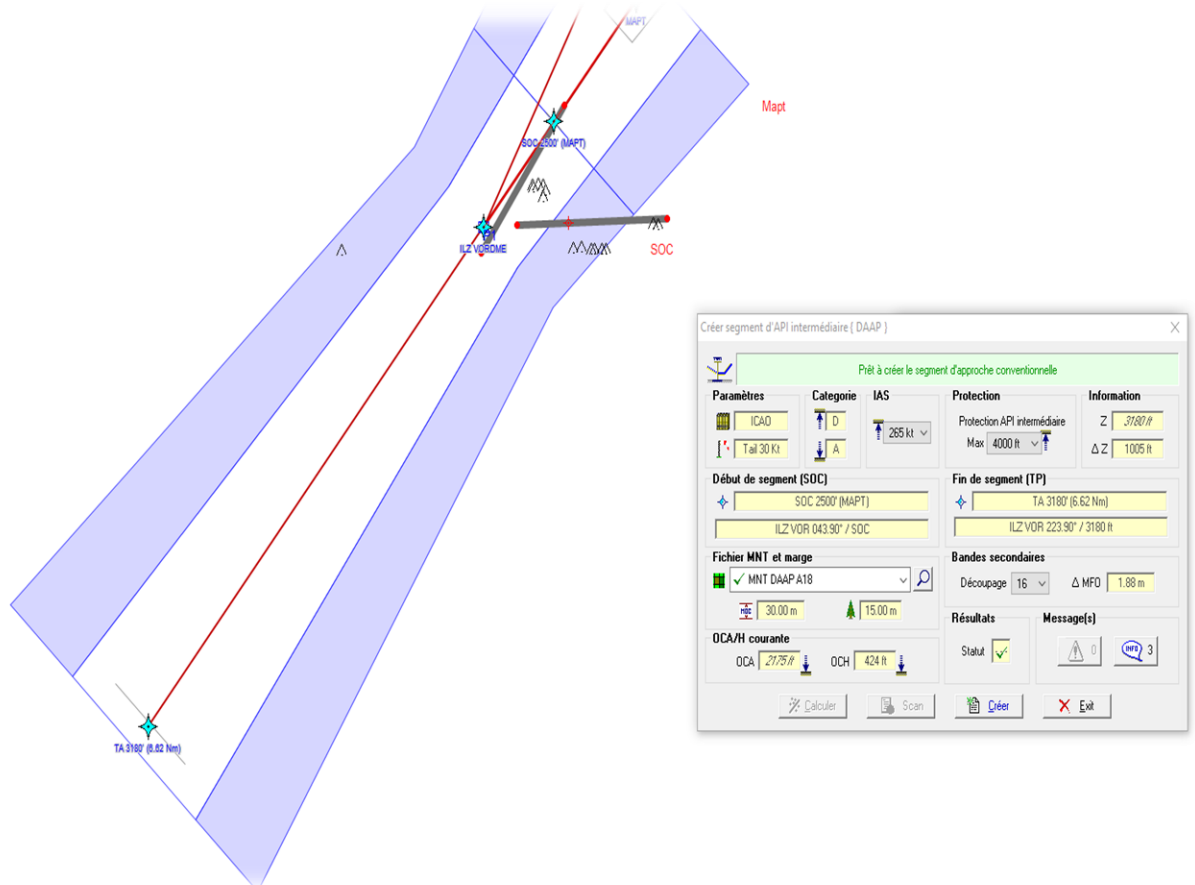 MAPT
Mapt
SOC 2500' (MAPT)
ILZ VORDME
SOC
TA 3180' (6.62 Nm)
Créer segment d'API intermédiaire ( DAAP )
Prêt à créer le segment d'approche conventionnelle
Paramètres
ICAO
Tail 30 Kt
Categorie
D
A
IAS
265 kt
Protection
Protection API intermédiaire
Max 4000 ft
Information
Z 3180 ft
Δ Z 1005 ft
Début de segment (SOC)
SOC 2500' (MAPT)
ILZ VOR 043.90° / SOC
Fin de segment (TP)
TA 3180' (6.62 Nm)
ILZ VOR 223.90° / 3180 ft
Fichier MNT et marge
MNT DAAP A18
MOC 30.00 m 15.00 m
Bandes secondaires
Découpage 16 Δ MFO 1.88 m
OCA/H courante
OCA 2175 ft OCH 424 ft
Résultats
Statut
Message(s)
0 INFO 3
Calculer Scan Créer Exit